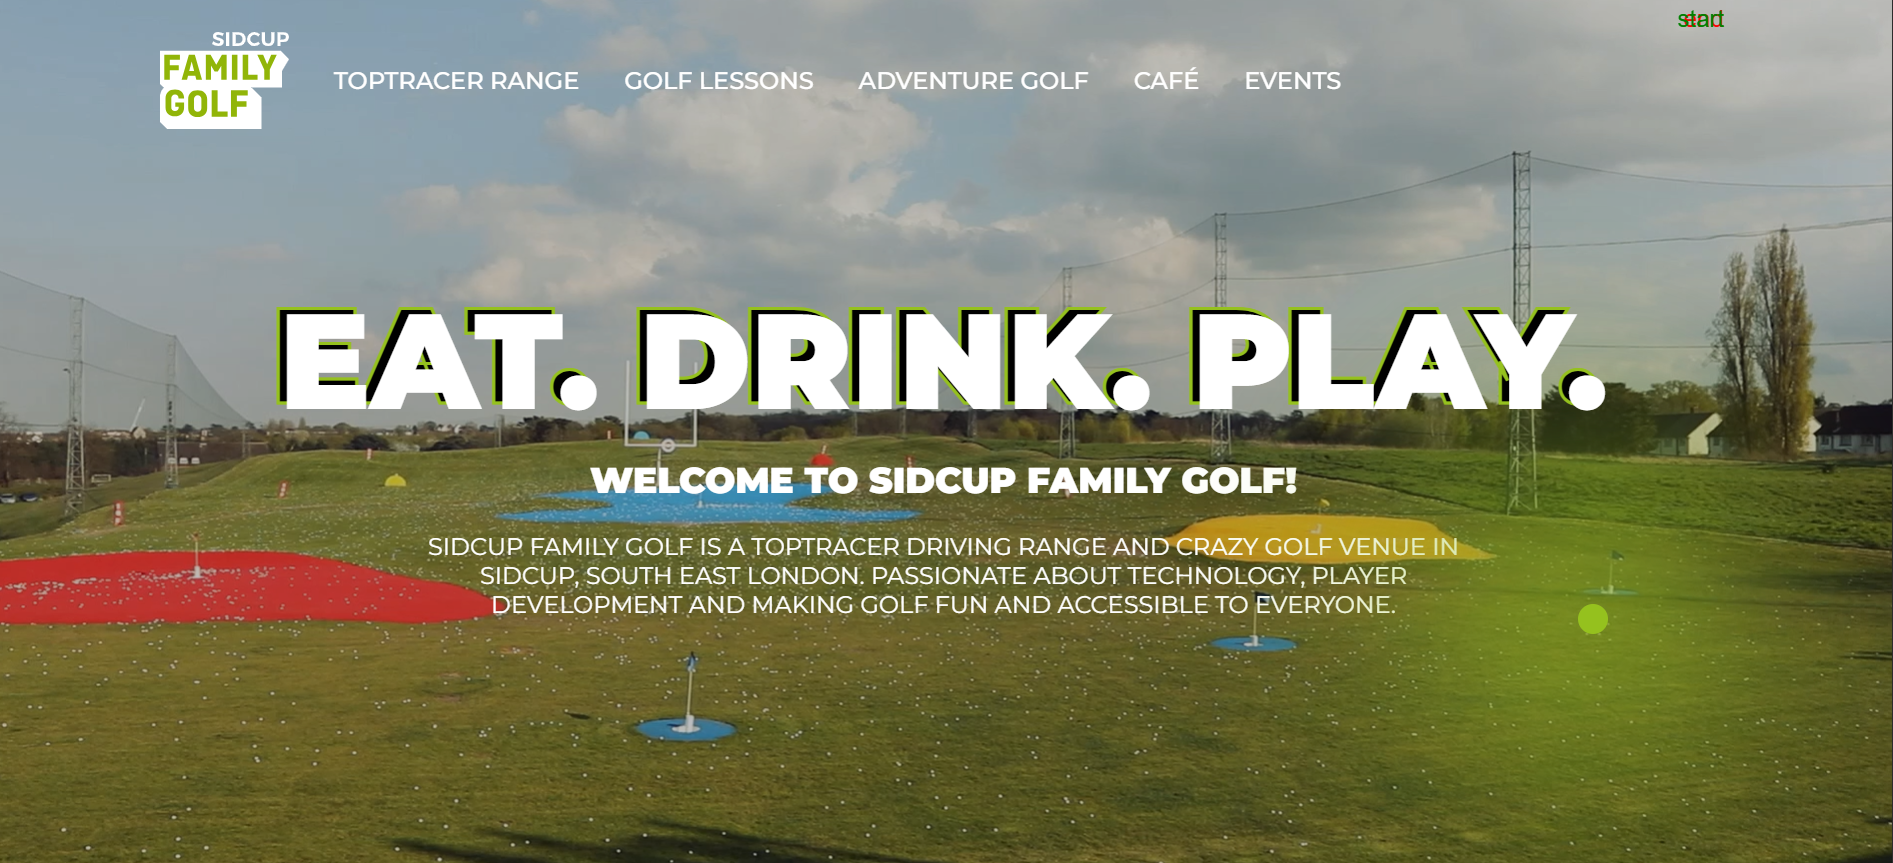 SIDCUP
FAMILY
GOLF
TOPTRACER RANGE GOLF LESSONS ADVENTURE GOLF CAFÉ EVENTS
start
end
EAT. DRINK. PLAY.
WELCOME TO SIDCUP FAMILY GOLF!
SIDCUP FAMILY GOLF IS A TOPTRACER DRIVING RANGE AND CRAZY GOLF VENUE IN
SIDCUP, SOUTH EAST LONDON. PASSIONATE ABOUT TECHNOLOGY, PLAYER
DEVELOPMENT AND MAKING GOLF FUN AND ACCESSIBLE TO EVERYONE.